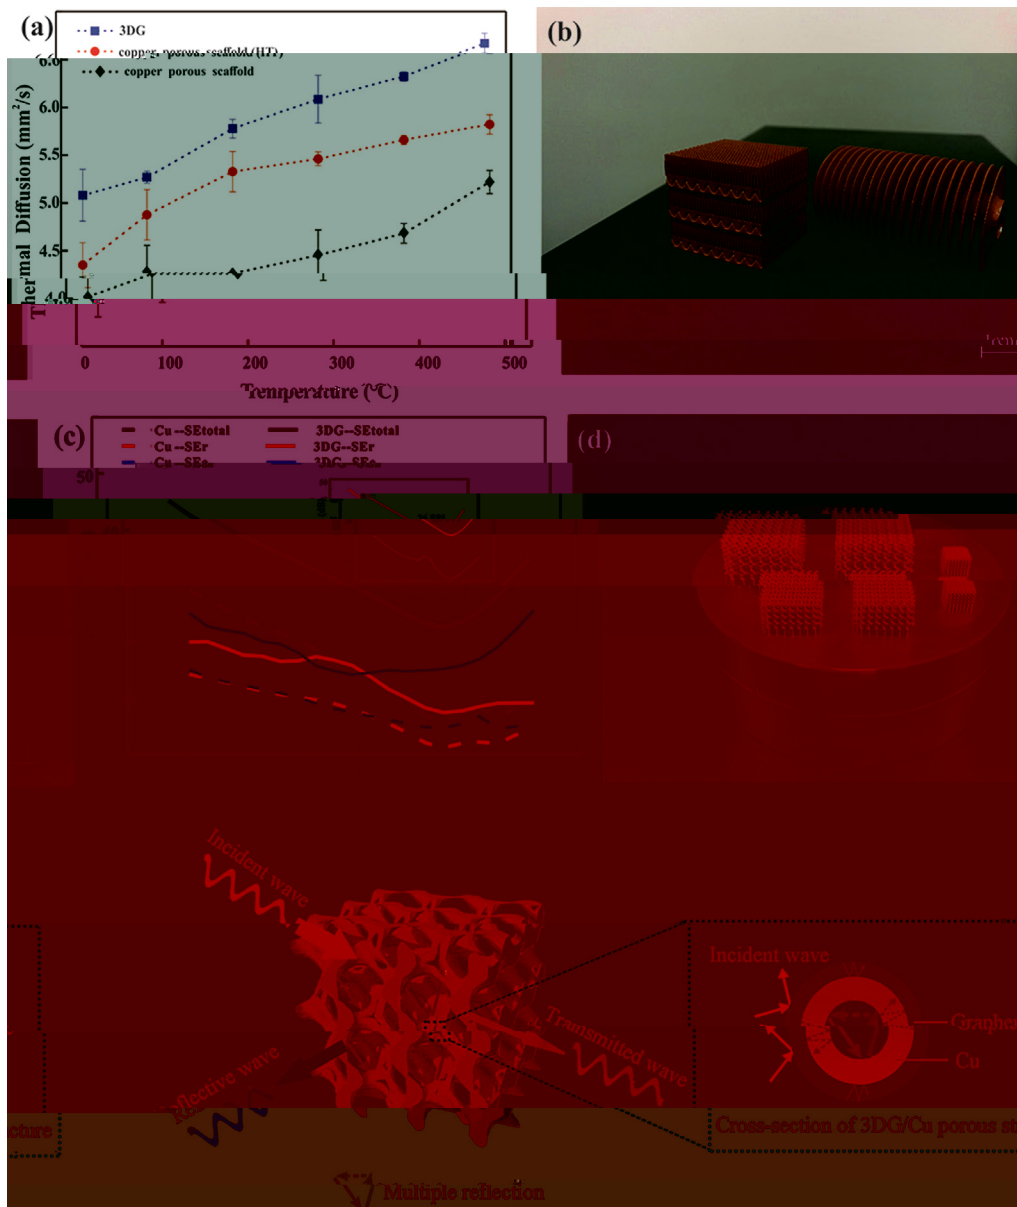 (a)
3DG
copper porous scaffold (HT)
copper porous scaffold
6.0
5.5
5.0
4.5
4.0
Thermal Diffusion (mm²/s)
0 100 200 300 400 500
Temperature (°C)
(b)
(c)
Cu --SEtotal 3DG--SEtotal
Cu --SEr 3DG--SEr
50
(d)
Incident wave
Reflective wave
Transmitted wave
Multiple reflection
Incident wave
Cu
Cross-section of 3DG/Cu porous